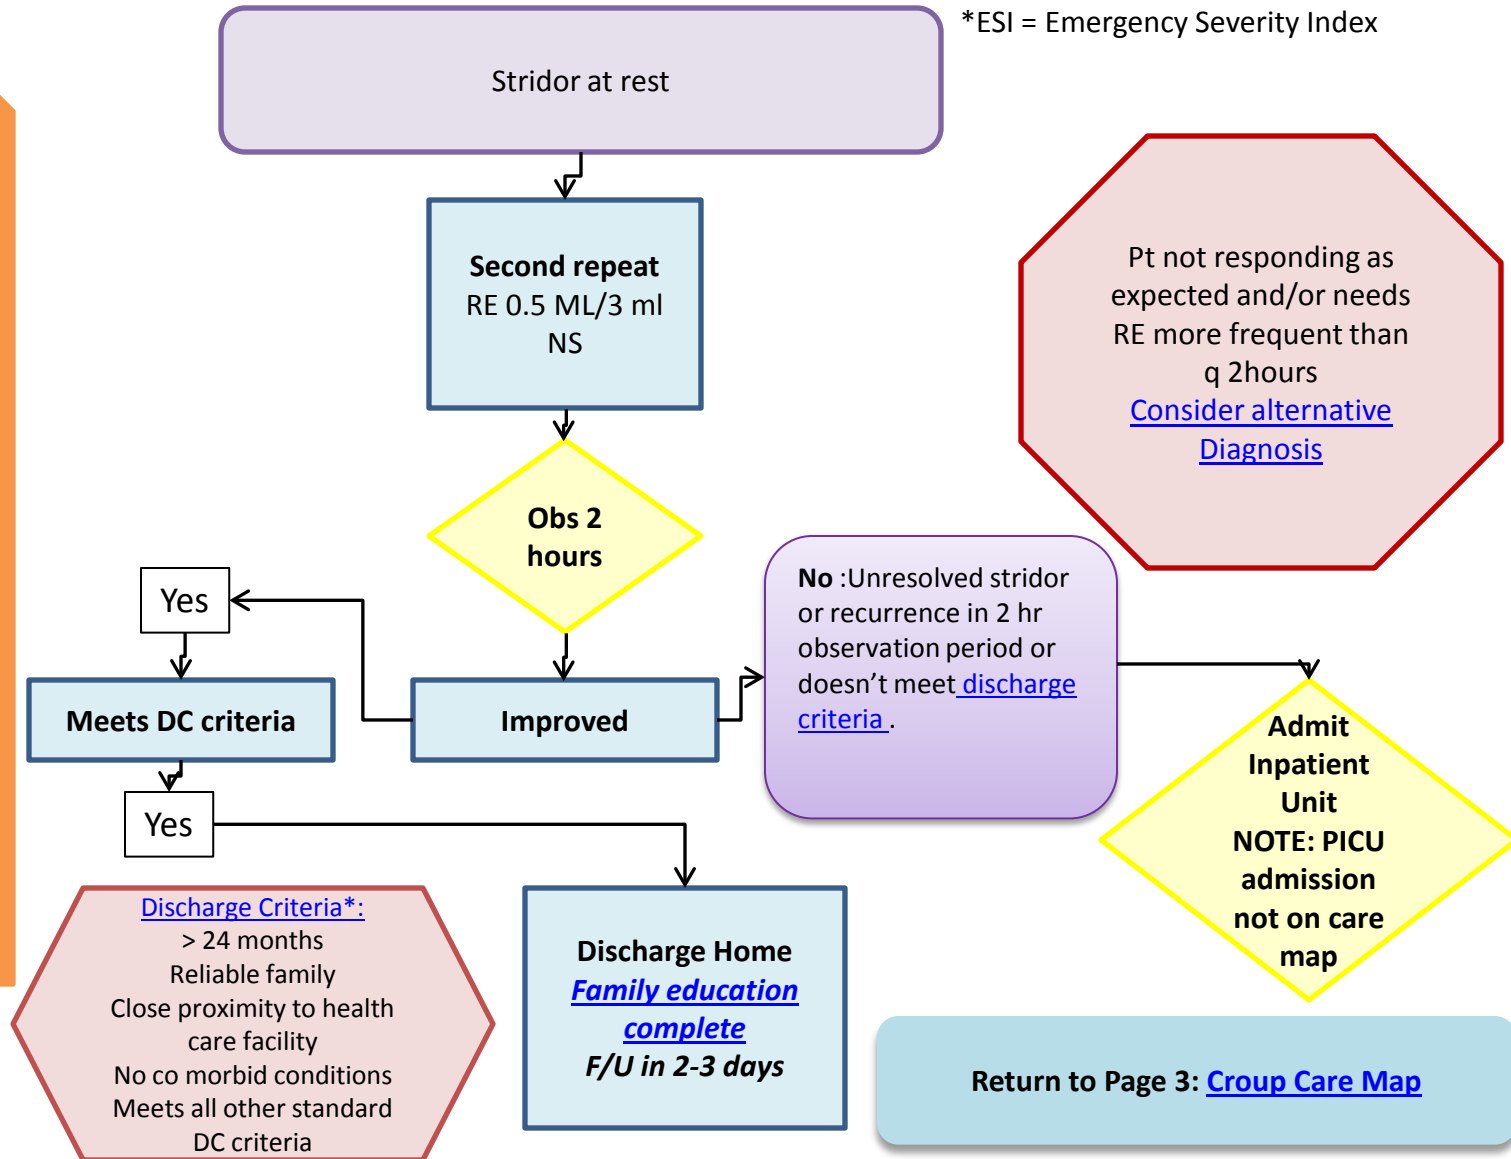 *ESI = Emergency Severity Index
Stridor at rest
Second repeat
RE 0.5 ML/3 ml
NS
Pt not responding as
expected and/or needs
RE more frequent than
q 2hours
Consider alternative
Diagnosis
Obs 2
hours
Yes
No :Unresolved stridor
or recurrence in 2 hr
observation period or
doesn’t meet discharge
criteria .
Meets DC criteria
Improved
Admit
Inpatient
Unit
NOTE: PICU
admission
not on care
map
Yes
Discharge Criteria*:
> 24 months
Reliable family
Close proximity to health
care facility
No co morbid conditions
Meets all other standard
DC criteria
Discharge Home
Family education
complete
F/U in 2-3 days
Return to Page 3: Croup Care Map